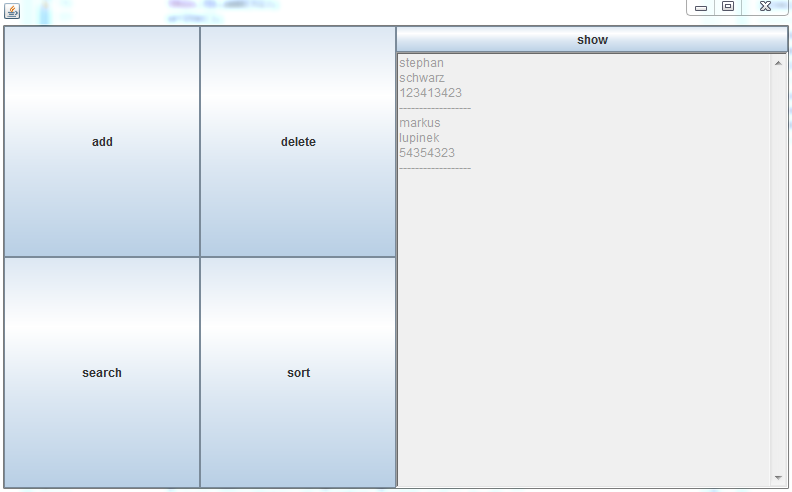 add
delete
search
sort
show
stephan
schwarz
123413423
------------------
markus
lupinek
54354323
------------------